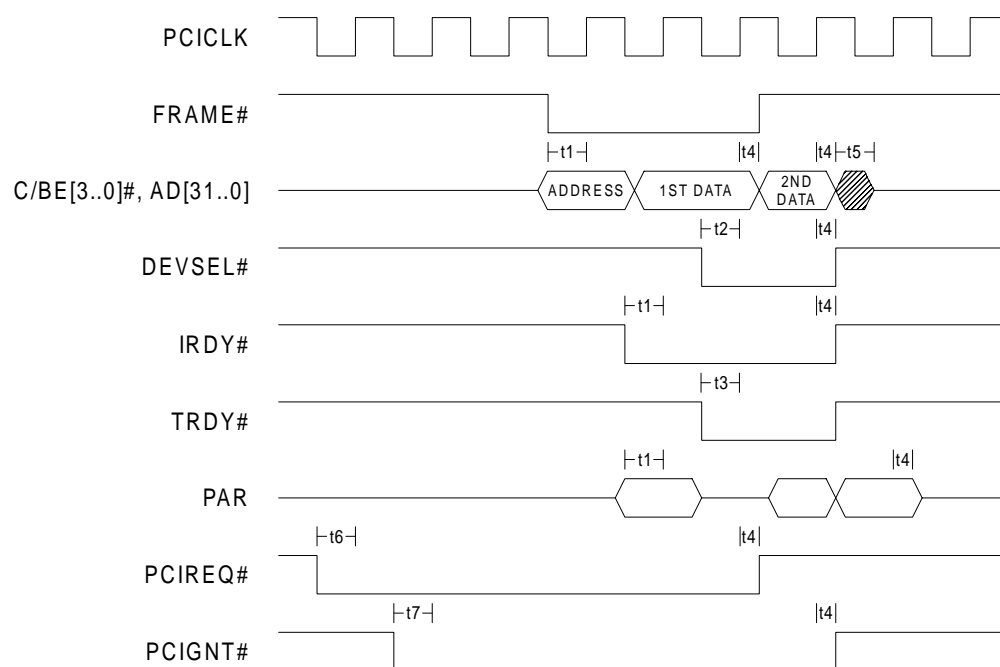 PCICLK
FRAME#
t1 t4 t4 t5
C/BE[3..0]#, AD[31..0] ADDRESS 1ST DATA 2ND
DATA
t2 t4
DEVSEL#
t1 t4
IRDY#
t3
TRDY#
t1 t4
PAR
t6 t4
PCIREQ#
t7 t4
PCIGNT#